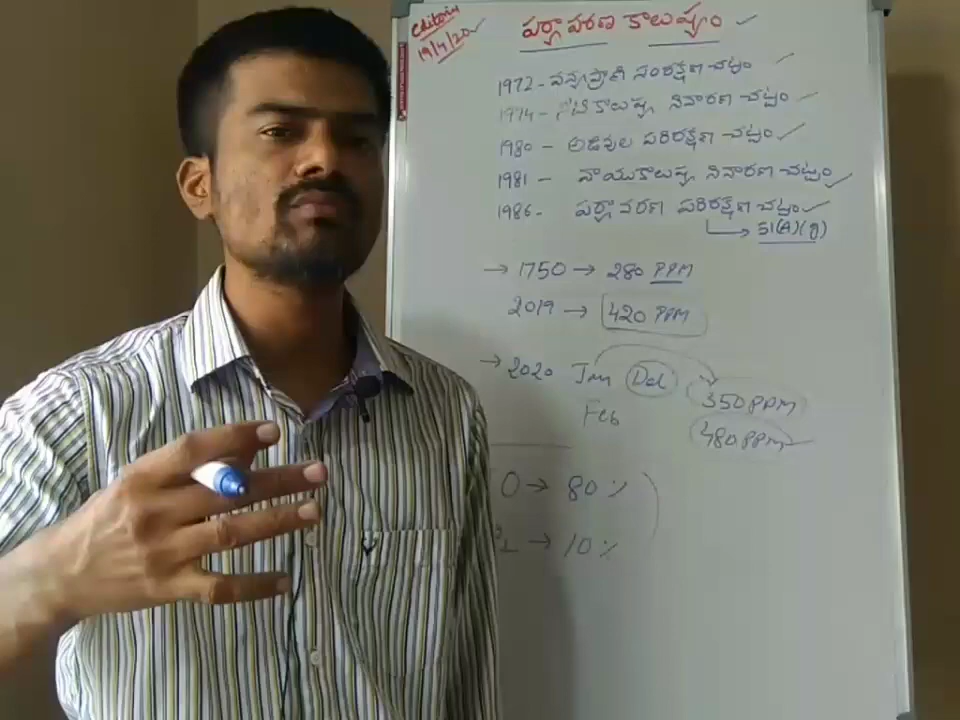 Editorial
19/4/20
పర్యావరణ కాలుష్యం
1972 - వన్యప్రాణి సంరక్షణ చట్టం
1974 - నీటి కాలుష్య నివారణ చట్టం
1980 - అడవుల పరిరక్షణ చట్టం
1981 - వాయుకాలుష్య నివారణ చట్టం
1986 - పర్యావరణ పరిరక్షణ చట్టం
→ 51(A)(g)
→ 1750 → 280 PPM
2019 → 420 PPM
→ 2020 Jan Del 350 PPM
Feb 480 PPM
→ 80 %
→ 10 %